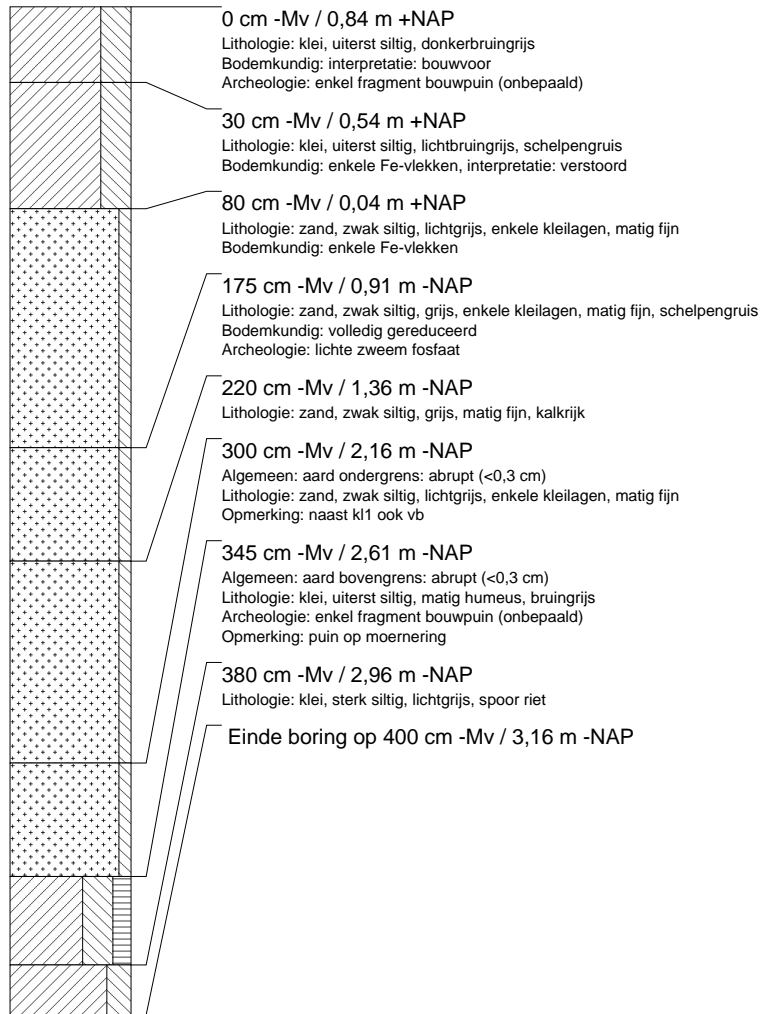 0 cm -Mv / 0,84 m +NAP
Lithologie: klei, uiterst siltig, donkerbruingrijs
Bodemkundig: interpretatie: bouwvoor
Archeologie: enkel fragment bouwpuin (onbepaald)
30 cm -Mv / 0,54 m +NAP
Lithologie: klei, uiterst siltig, lichtbruingrijs, schelpengruis
Bodemkundig: enkele Fe-vlekken, interpretatie: verstoord
80 cm -Mv / 0,04 m +NAP
Lithologie: zand, zwak siltig, lichtgrijs, enkele kleilagen, matig fijn
Bodemkundig: enkele Fe-vlekken
175 cm -Mv / 0,91 m -NAP
Lithologie: zand, zwak siltig, grijs, enkele kleilagen, matig fijn, schelpengruis
Bodemkundig: volledig gereduceerd
Archeologie: lichte zweem fosfaat
220 cm -Mv / 1,36 m -NAP
Lithologie: zand, zwak siltig, grijs, matig fijn, kalkrijk
300 cm -Mv / 2,16 m -NAP
Algemeen: aard ondergrens: abrupt (<0,3 cm)
Lithologie: zand, zwak siltig, lichtgrijs, enkele kleilagen, matig fijn
Opmerking: naast kl1 ook vb
345 cm -Mv / 2,61 m -NAP
Algemeen: aard bovengrens: abrupt (<0,3 cm)
Lithologie: klei, uiterst siltig, matig humeus, bruingrijs
Archeologie: enkel fragment bouwpuin (onbepaald)
Opmerking: puin op moernering
380 cm -Mv / 2,96 m -NAP
Lithologie: klei, sterk siltig, lichtgrijs, spoor riet
Einde boring op 400 cm -Mv / 3,16 m -NAP